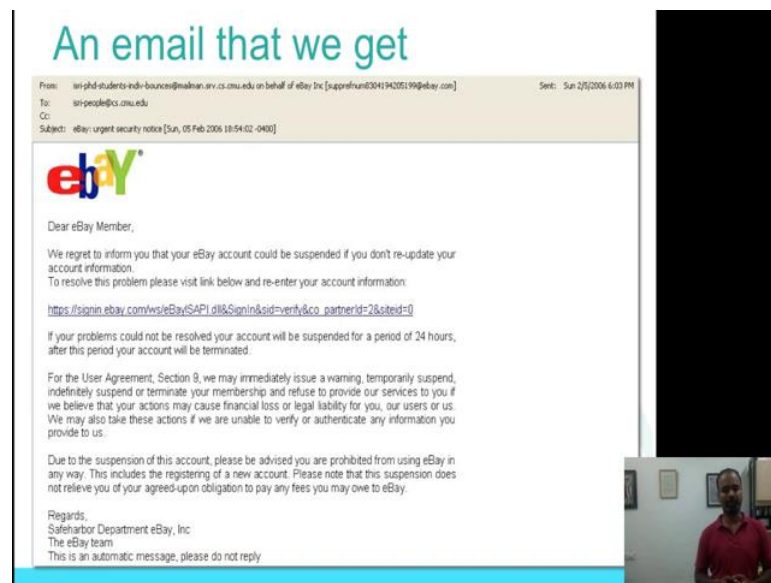 An email that we get
From: isri-phd-students-indiv-bounces@mailman.srv.cs.cmu.edu on behalf of eBay Inc [supprefnum8304194205199@ebay.com]
Sent: Sun 2/5/2006 6:03 PM
To: isri-people@cs.cmu.edu
Cc:
Subject: eBay: urgent security notice [Sun, 05 Feb 2006 18:54:02 -0400]
ebaY
Dear eBay Member,
We regret to inform you that your eBay account could be suspended if you don't re-update your
account information.
To resolve this problem please visit link below and re-enter your account information:
https://signin.ebay.com/ws/eBayISAPI.dll&SignIn&sid=verify&co_partnerId=2&siteid=0
If your problems could not be resolved your account will be suspended for a period of 24 hours,
after this period your account will be terminated.
For the User Agreement, Section 9, we may immediately issue a warning, temporarily suspend,
indefinitely suspend or terminate your membership and refuse to provide our services to you if
we believe that your actions may cause financial loss or legal liability for you, our users or us.
We may also take these actions if we are unable to verify or authenticate any information you
provide to us.
Due to the suspension of this account, please be advised you are prohibited from using eBay in
any way. This includes the registering of a new account. Please note that this suspension does
not relieve you of your agreed-upon obligation to pay any fees you may owe to eBay.
Regards,
Safeharbor Department eBay, Inc
The eBay team
This is an automatic message, please do not reply